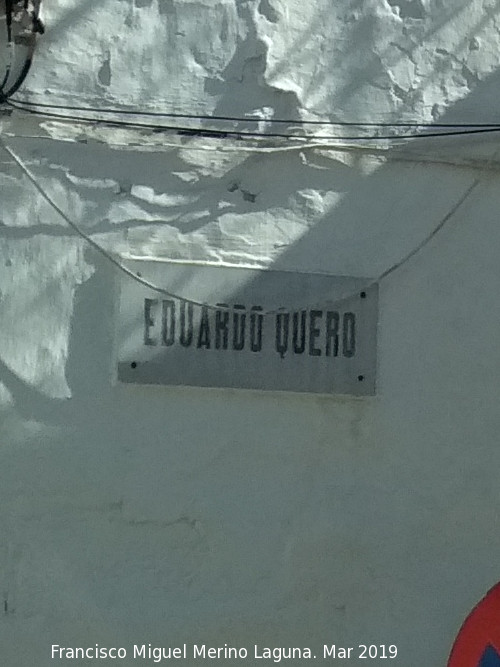 EDUARDO QUERO
Francisco Miguel Merino Laguna. Mar 2019